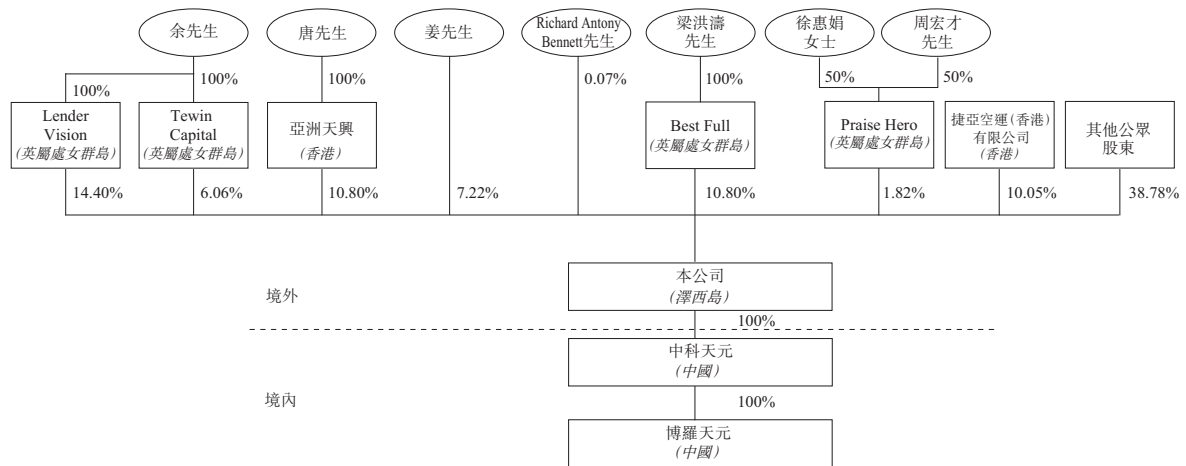 余先生
唐先生
姜先生
Richard Antony
Bennett先生
梁洪濤
先生
徐惠娟
女士
周宏才
先生
100%
100%
100%
0.07%
100%
50%
50%
Lender
Vision
(英屬處女群島)
Tewin
Capital
(英屬處女群島)
亞洲天興
(香港)
Best Full
(英屬處女群島)
Praise Hero
(英屬處女群島)
捷亞空運(香港)
有限公司
(香港)
其他公眾
股東
14.40%
6.06%
10.80%
7.22%
10.80%
1.82%
10.05%
38.78%
本公司
(澤西島)
境外
100%
中科天元
(中國)
境內
100%
博羅天元
(中國)